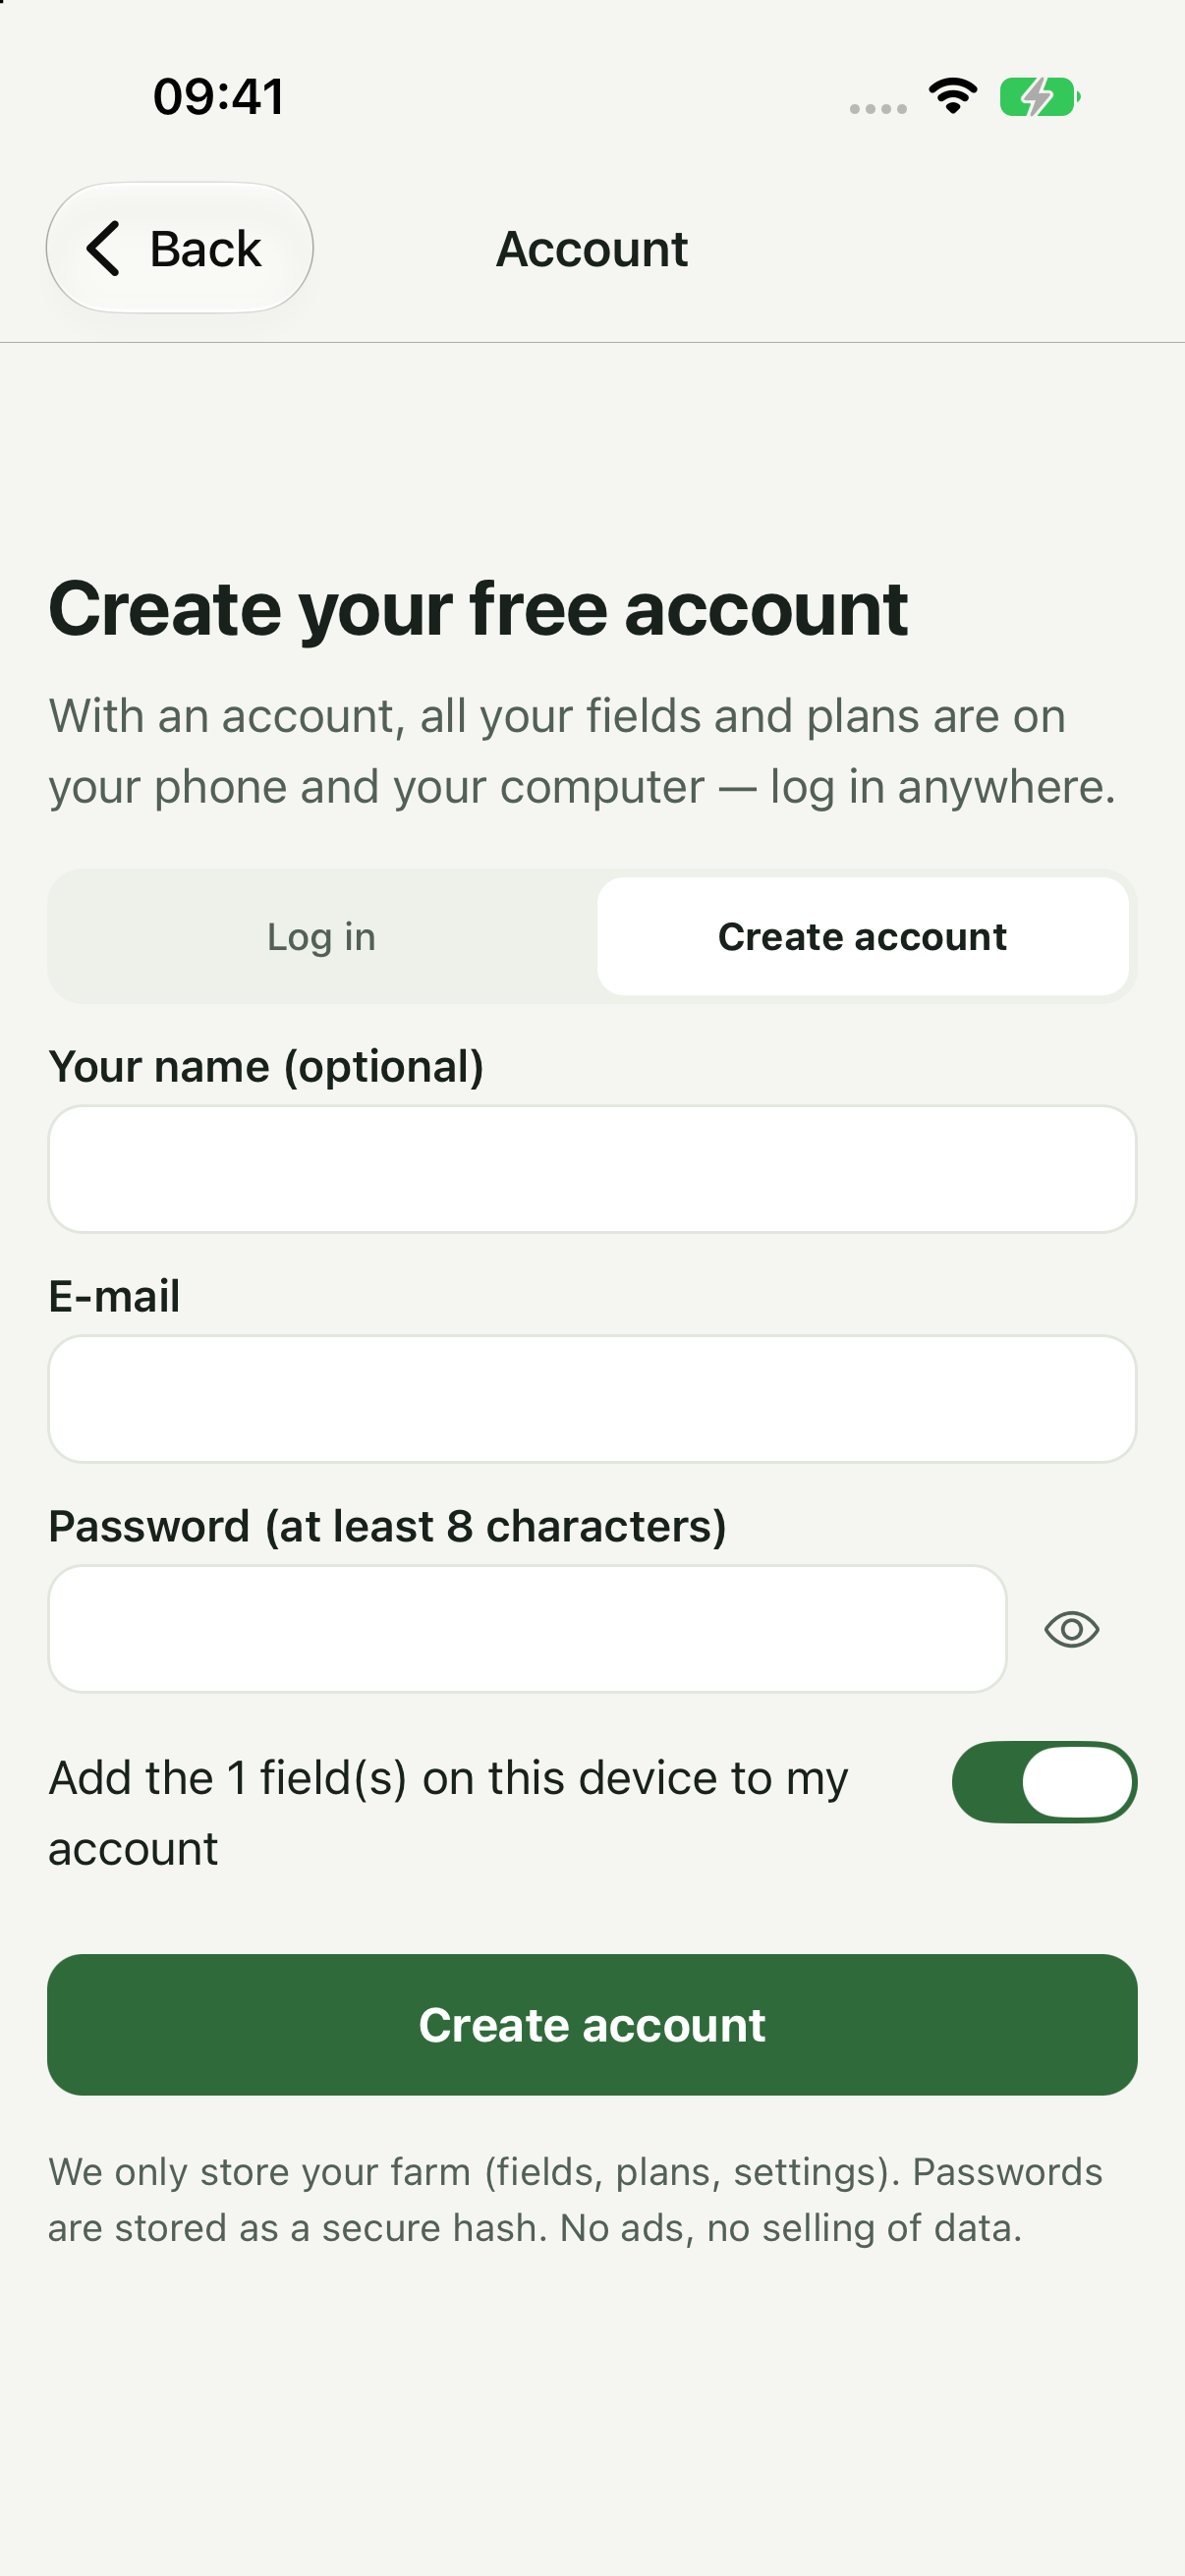 09:41
Back
Account
Create your free account
With an account, all your fields and plans are on
your phone and your computer — log in anywhere.
Log in
Create account
Your name (optional)
E-mail
Password (at least 8 characters)
Add the 1 field(s) on this device to my
account
Create account
We only store your farm (fields, plans, settings). Passwords
are stored as a secure hash. No ads, no selling of data.